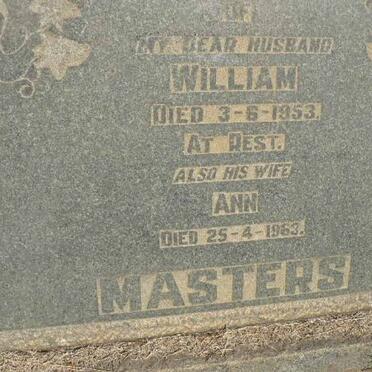 OF
MY DEAR HUSBAND
WILLIAM
DIED 3-6-1953.
AT REST.
ALSO HIS WIFE
ANN
DIED 25-4-1963.
MASTERS